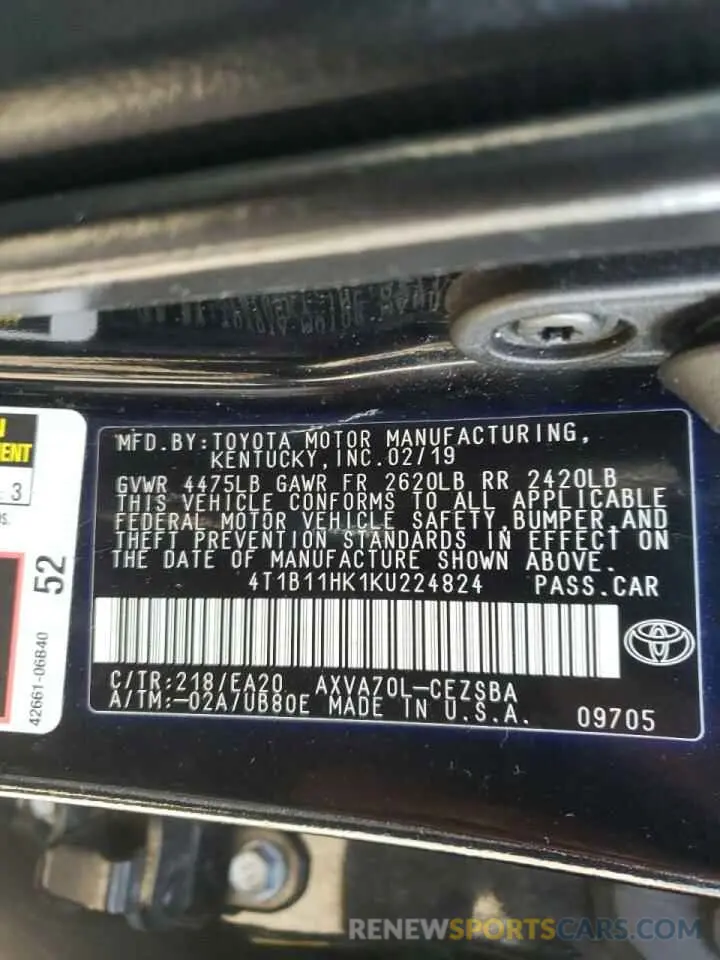 MFD.BY:TOYOTA MOTOR MANUFACTURING,
KENTUCKY,INC.02/19
GVWR 4475LB GAWR FR 2620LB RR 2420LB
THIS VEHICLE CONFORMS TO ALL APPLICABLE
FEDERAL MOTOR VEHICLE SAFETY,BUMPER,AND
THEFT PREVENTION STANDARDS IN EFFECT ON
THE DATE OF MANUFACTURE SHOWN ABOVE.
4T1B11HK1KU224824 PASS.CAR
C/TR:218/EA20 AXVA70L-CEZSBA
A/TM:-02A/UB80E MADE IN U.S.A. 09705
3
52
42661-06B40
RENEWSPORTSCARS.COM